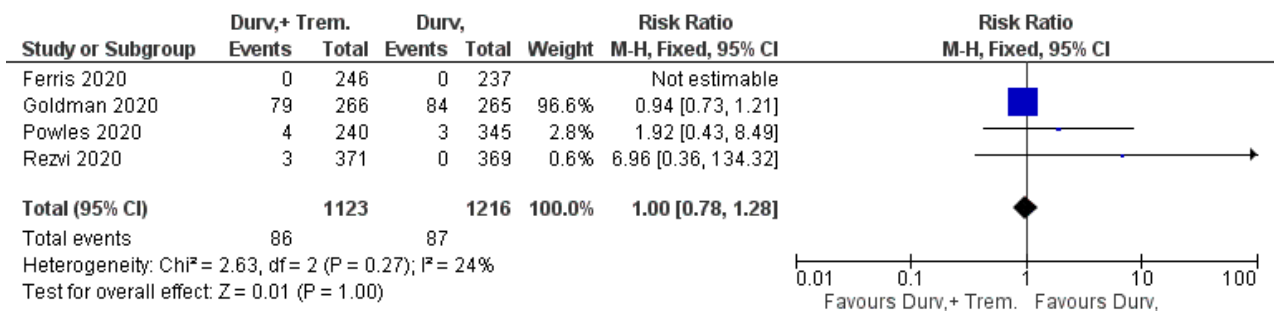 Durv,+ Trem. Durv, Risk Ratio Risk Ratio
Study or Subgroup Events Total Events Total Weight M-H, Fixed, 95% CI M-H, Fixed, 95% CI
Ferris 2020 0 246 0 237 Not estimable
Goldman 2020 79 266 84 265 96.6% 0.94 [0.73, 1.21]
Powles 2020 4 240 3 345 2.8% 1.92 [0.43, 8.49]
Rezvi 2020 3 371 0 369 0.6% 6.96 [0.36, 134.32]
Total (95% CI) 1123 1216 100.0% 1.00 [0.78, 1.28]
Total events 86 87
Heterogeneity: Chi² = 2.63, df = 2 (P = 0.27); I² = 24%
Test for overall effect: Z = 0.01 (P = 1.00)
0.01 0.1 1 10 100
Favours Durv,+ Trem. Favours Durv,